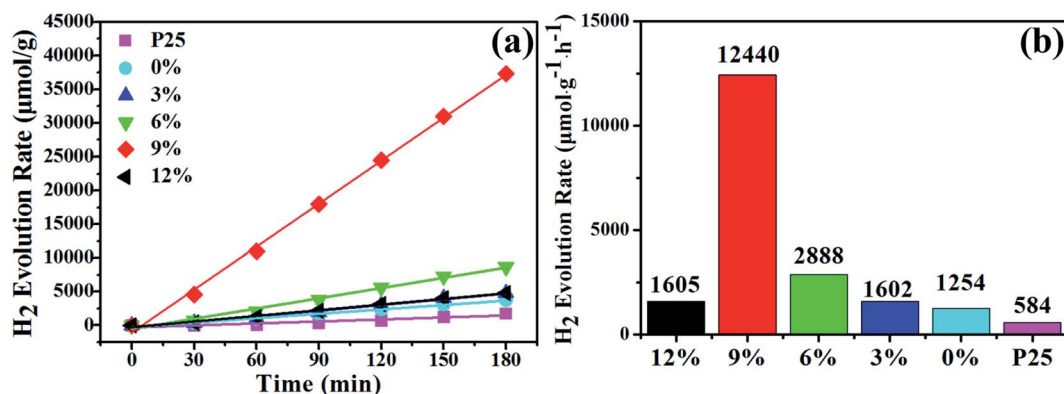 (a)
H2 Evolution Rate (μmol/g)
45000
40000
35000
30000
25000
20000
15000
10000
5000
0
P25
0%
3%
6%
9%
12%
0 30 60 90 120 150 180
Time (min)
(b)
H2 Evolution Rate (μmol·g-1·h-1)
15000
10000
5000
0
1605 12440 2888 1602 1254 584
12% 9% 6% 3% 0% P25